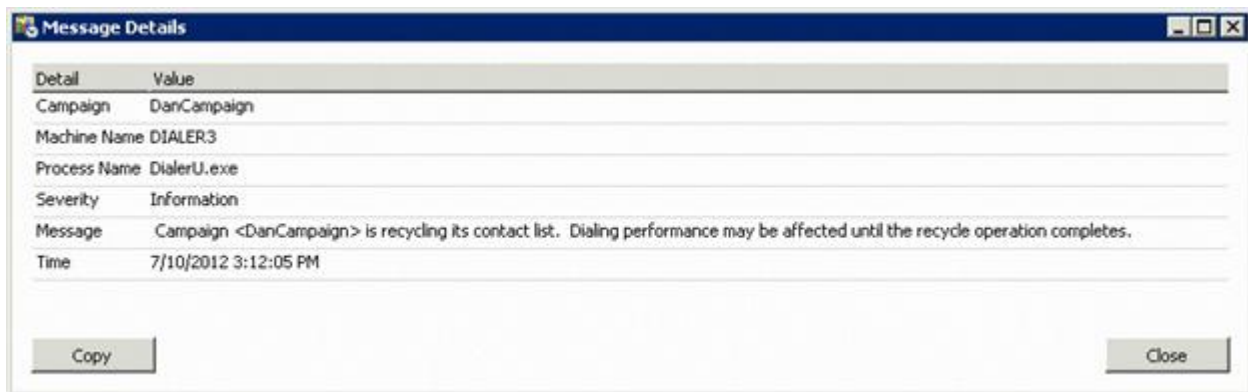 Message Details
Detail Value
Campaign DanCampaign
Machine Name DIALER3
Process Name DialerU.exe
Severity Information
Message Campaign <DanCampaign> is recycling its contact list. Dialing performance may be affected until the recycle operation completes.
Time 7/10/2012 3:12:05 PM
Copy Close